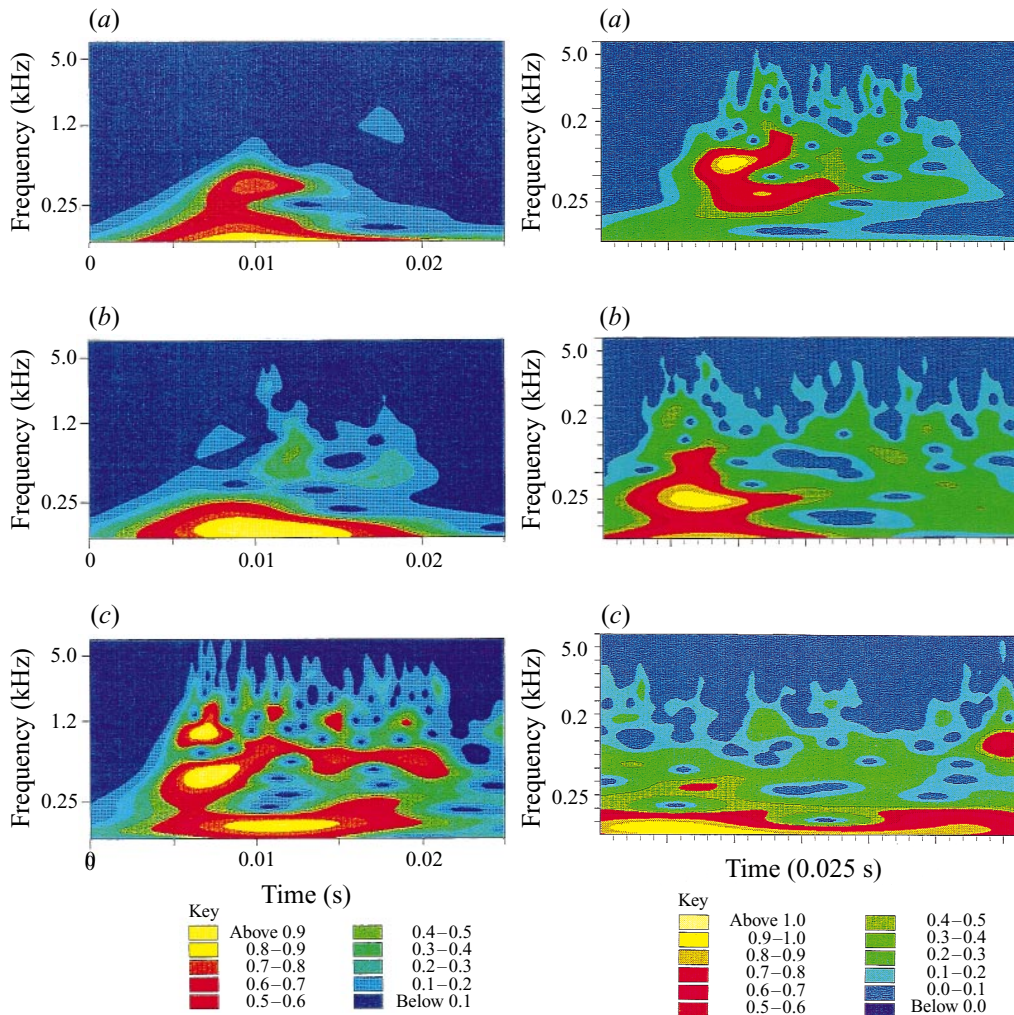 (a)
5.0
1.2
0.25
Frequency (kHz)
0
0.01
0.02
(b)
5.0
1.2
0.25
Frequency (kHz)
0
0.01
0.02
(c)
5.0
1.2
0.25
Frequency (kHz)
0
0
0.01
0.02
Time (s)
Key
Above 0.9
0.8–0.9
0.7–0.8
0.6–0.7
0.5–0.6
0.4–0.5
0.3–0.4
0.2–0.3
0.1–0.2
Below 0.1
(a)
5.0
0.2
0.25
Frequency (kHz)
(b)
5.0
0.2
0.25
Frequency (kHz)
(c)
5.0
0.2
0.25
Frequency (kHz)
Time (0.025 s)
Key
Above 1.0
0.9–1.0
0.8–0.9
0.7–0.8
0.6–0.7
0.5–0.6
0.4–0.5
0.3–0.4
0.2–0.3
0.1–0.2
0.0–0.1
Below 0.0